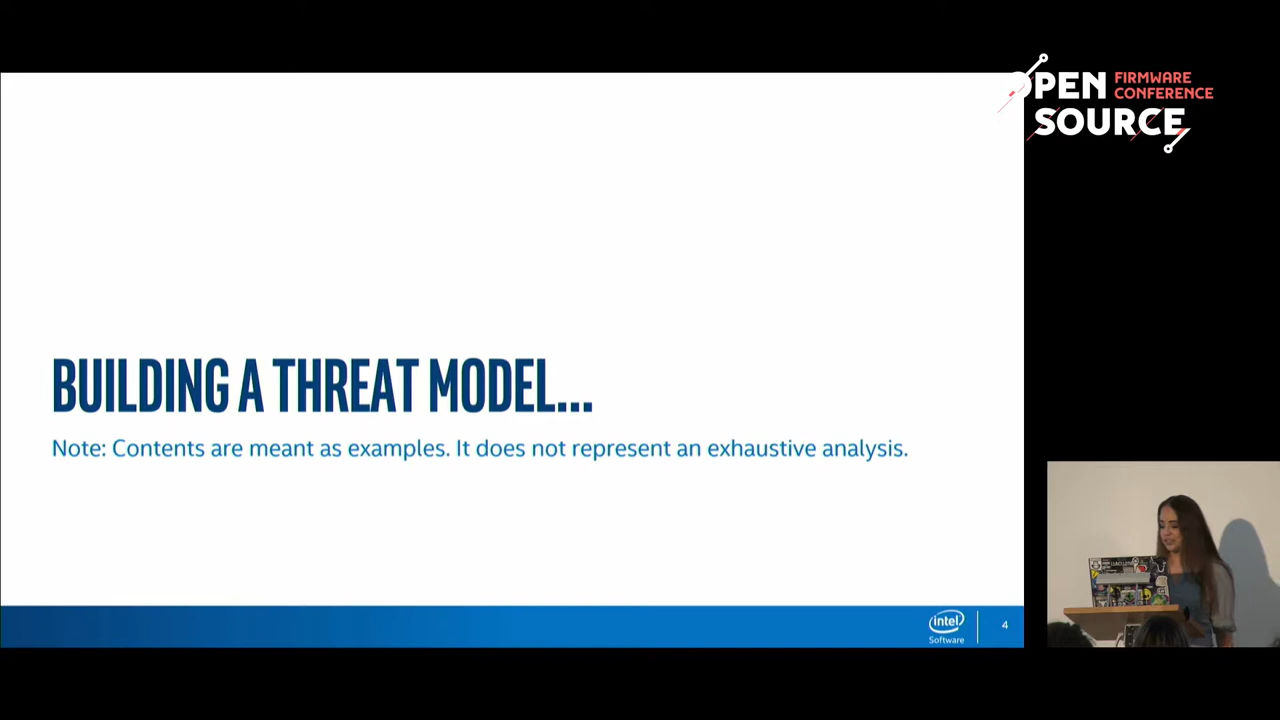 OPEN FIRMWARE CONFERENCE
SOURCE
BUILDING A THREAT MODEL...
Note: Contents are meant as examples. It does not represent an exhaustive analysis.
intel
Software
4